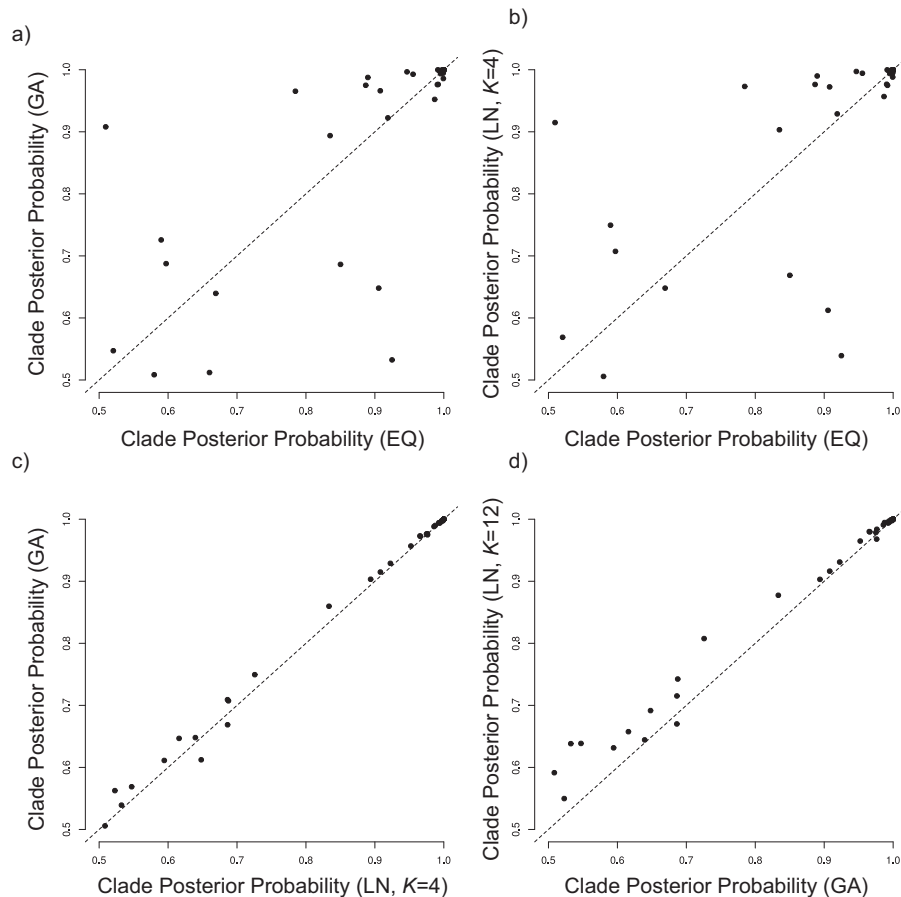 a)
Clade Posterior Probability (GA)
0.5 0.6 0.7 0.8 0.9 1.0
0.5 0.6 0.7 0.8 0.9 1.0
Clade Posterior Probability (EQ)
b)
Clade Posterior Probability (LN, K=4)
0.5 0.6 0.7 0.8 0.9 1.0
0.5 0.6 0.7 0.8 0.9 1.0
Clade Posterior Probability (EQ)
c)
Clade Posterior Probability (GA)
0.5 0.6 0.7 0.8 0.9 1.0
0.5 0.6 0.7 0.8 0.9 1.0
Clade Posterior Probability (LN, K=4)
d)
Clade Posterior Probability (LN, K=12)
0.5 0.6 0.7 0.8 0.9 1.0
0.5 0.6 0.7 0.8 0.9 1.0
Clade Posterior Probability (GA)